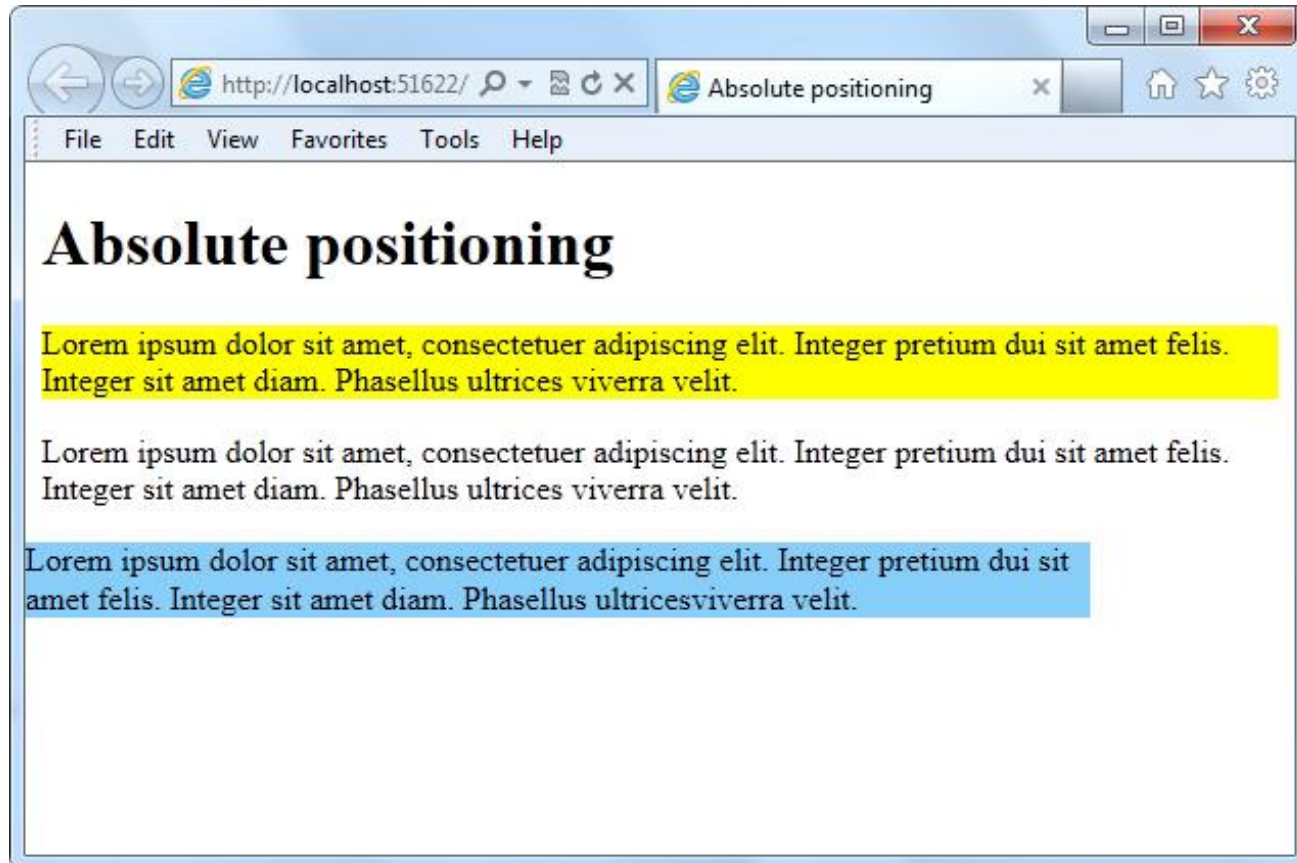 http://localhost:51622/
Absolute positioning
File Edit View Favorites Tools Help
Absolute positioning
Lorem ipsum dolor sit amet, consectetuer adipiscing elit. Integer pretium dui sit amet felis.
Integer sit amet diam. Phasellus ultrices viverra velit.
Lorem ipsum dolor sit amet, consectetuer adipiscing elit. Integer pretium dui sit amet felis.
Integer sit amet diam. Phasellus ultrices viverra velit.
Lorem ipsum dolor sit amet, consectetuer adipiscing elit. Integer pretium dui sit
amet felis. Integer sit amet diam. Phasellus ultricesviverra velit.